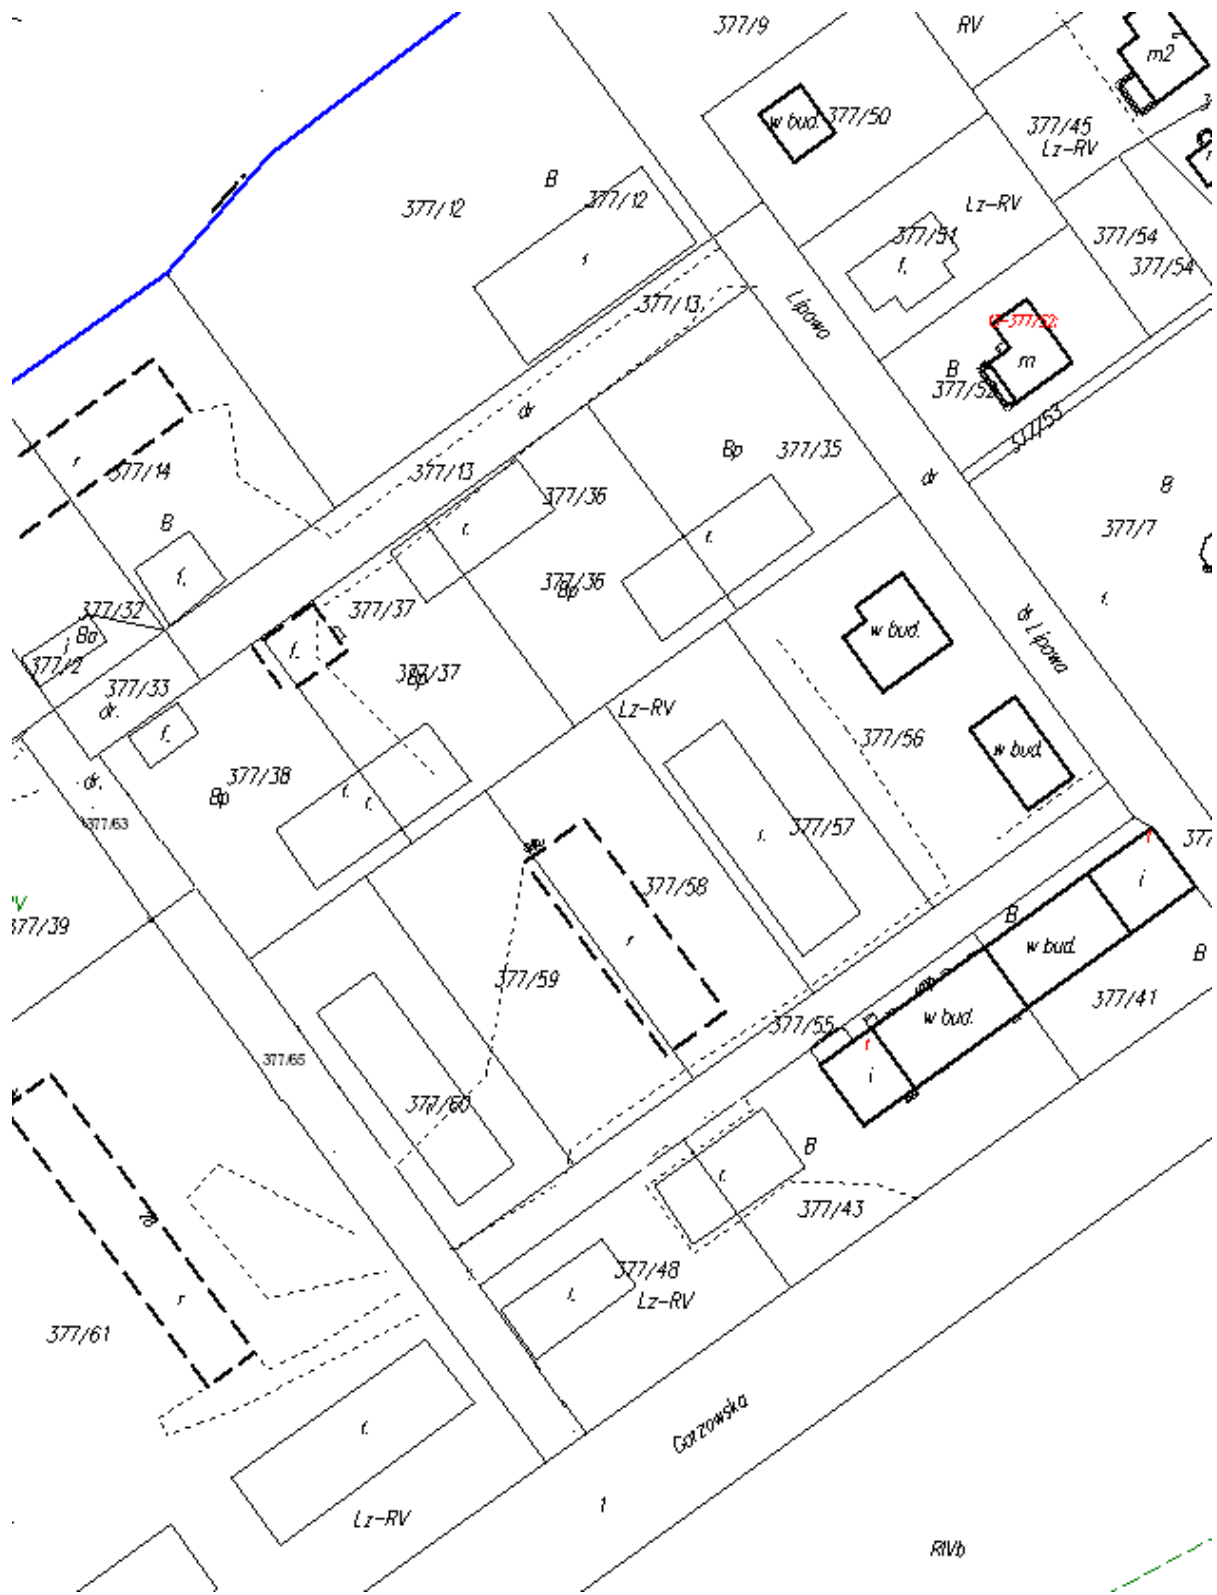 377/9
RV
m2
w bud.
377/50
377/45
Lz-RV
B
377/12
377/12
Lz-RV
377/51
f.
377/54
377/54
377/13
Lipowa
m
B
377/52
377/53
dr
r
377/14
377/13
Bp
377/35
dr
B
B
377/36
f.
f.
377/7
f.
f.
377/32
377/37
377/36
Bp
w bud.
dr Lipowa
377/2
f.
377/37
Bp
377/33
dr.
f.
Lz-RV
377/56
w bud.
dr.
377/38
Bp
f.
f.
377/63
377/57
f.
377/39
377/58
r
i
B
w bud.
B
377/59
377/41
w bud.
377/55
r
i
377/65
377/60
B
f.
377/43
377/48
Lz-RV
f.
r
377/61
f.
Gorzowska
1
Lz-RV
RIVb